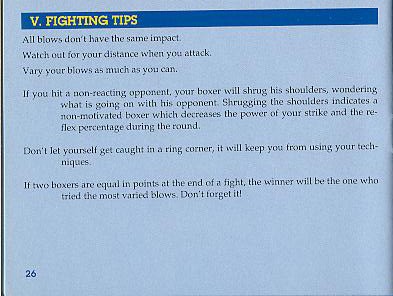 V. FIGHTING TIPS
All blows don't have the same impact.
Watch out for your distance when you attack.
Vary your blows as much as you can.
If you hit a non-reacting opponent, your boxer will shrug his shoulders, wondering
what is going on with his opponent. Shrugging the shoulders indicates a
non-motivated boxer which decreases the power of your strike and the re-
flex percentage during the round.
Don't let yourself get caught in a ring corner, it will keep you from using your tech-
niques.
If two boxers are equal in points at the end of a fight, the winner will be the one who
tried the most varied blows. Don't forget it!
26